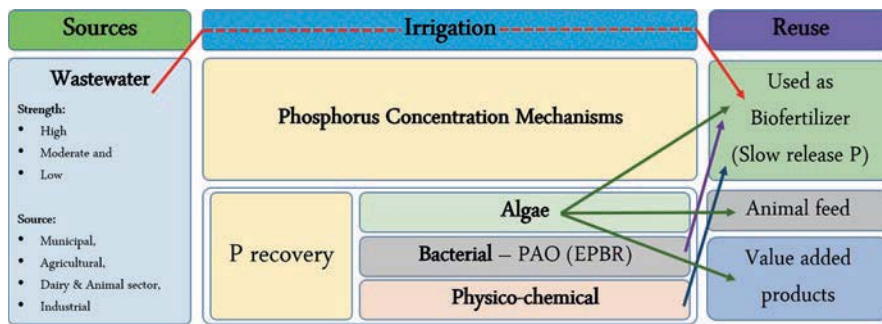 Sources
Irrigation
Reuse
Wastewater
Strength:
• High
• Moderate and
• Low
Source:
• Municipal,
• Agricultural,
• Dairy & Animal sector,
• Industrial
Phosphorus Concentration Mechanisms
P recovery
Algae
Bacterial – PAO (EPBR)
Physico-chemical
Used as
Biofertilizer
(Slow release P)
Animal feed
Value added
products